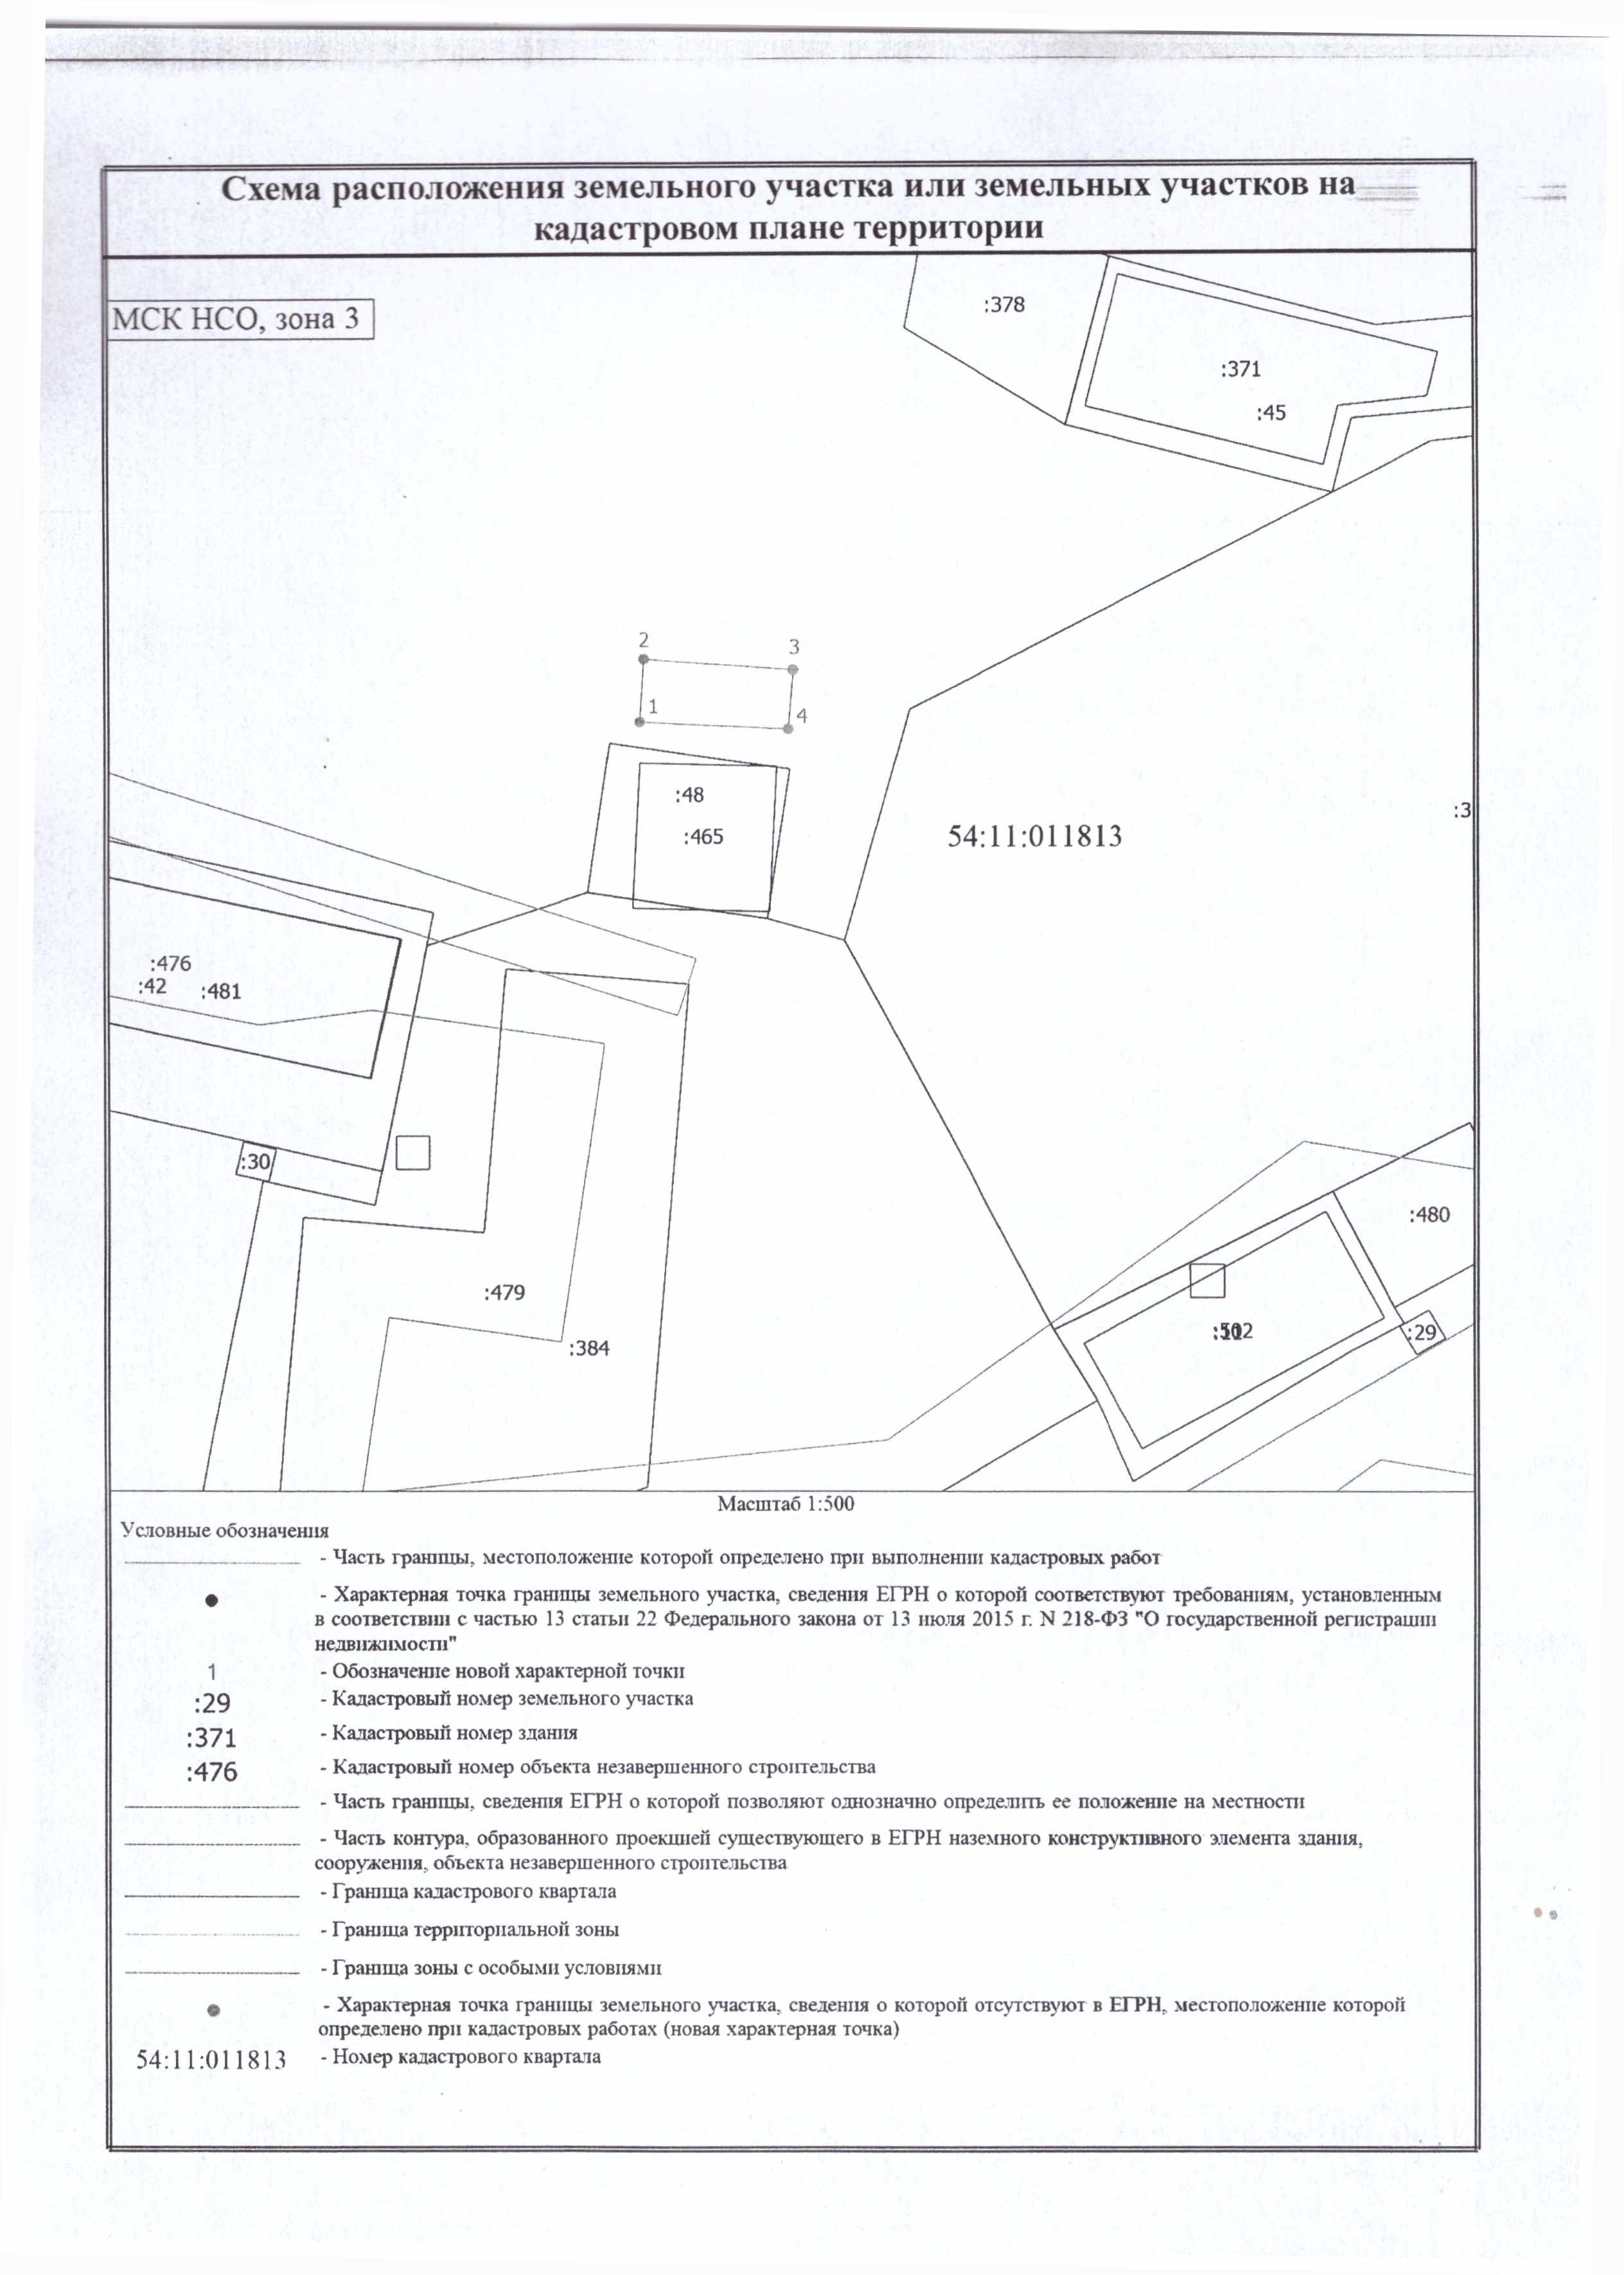 Схема расположения земельного участка или земельных участков на
кадастровом плане территории
МСК НСО, зона 3
:378
:371
:45
2
3
1
4
:48
:465
54:11:011813
:3
:476
:42 :481
:30
:480
:479
:29
:384
Масштаб 1:500
Условные обозначения
- Часть границы, местоположение которой определено при выполнении кадастровых работ
- Характерная точка границы земельного участка, сведения ЕГРН о которой соответствуют требованиям, установленным
в соответствии с частью 13 статьи 22 Федерального закона от 13 июля 2015 г. N 218-ФЗ "О государственной регистрации
недвижимости"
1 - Обозначение новой характерной точки
:29 - Кадастровый номер земельного участка
:371 - Кадастровый номер здания
:476 - Кадастровый номер объекта незавершенного строительства
- Часть границы, сведения ЕГРН о которой позволяют однозначно определить ее положение на местности
- Часть контура, образованного проекцией существующего в ЕГРН наземного конструктивного элемента здания,
сооружения, объекта незавершенного строительства
- Граница кадастрового квартала
- Граница территориальной зоны
- Граница зоны с особыми условиями
- Характерная точка границы земельного участка, сведения о которой отсутствуют в ЕГРН, местоположение которой
определено при кадастровых работах (новая характерная точка)
54:11:011813 - Номер кадастрового квартала